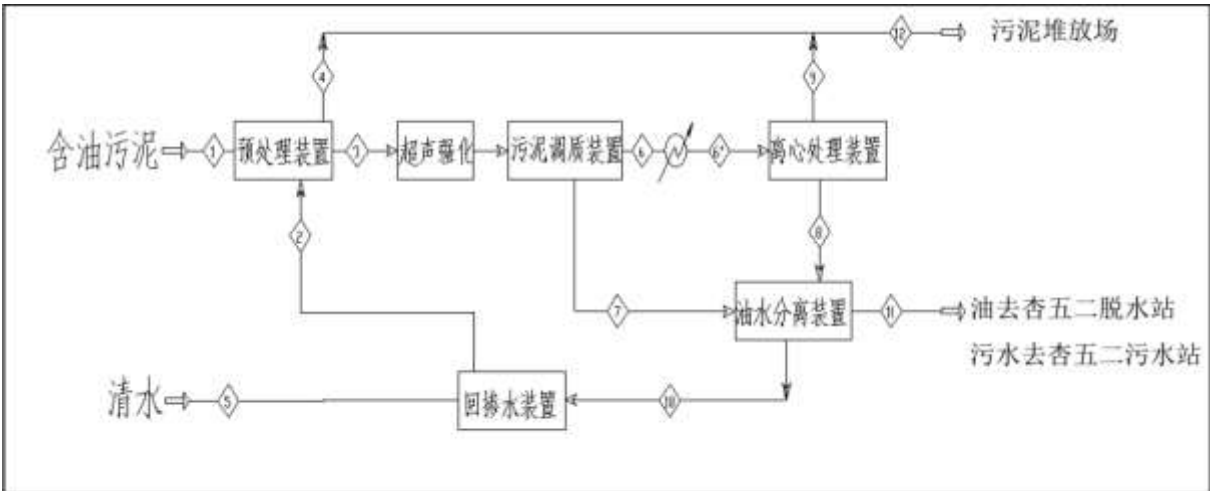 12
污泥堆放场
4
9
含油污泥
1
预处理装置
3
超声强化
污泥调质装置
6
6'
离心处理装置
2
8
7
油水分离装置
11
油去杏五二脱水站
污水去杏五二污水站
清水
5
回掺水装置
10